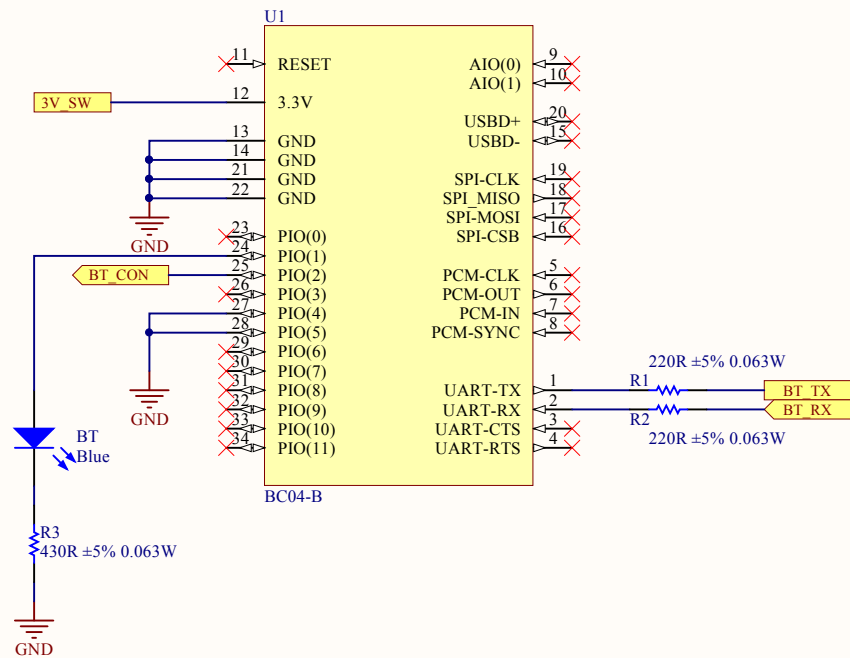 U1
11 RESET
12 3.3V
3V_SW
13 GND
14 GND
21 GND
22 GND
GND
23 PIO(0)
24 PIO(1)
25 PIO(2)
BT_CON
26 PIO(3)
27 PIO(4)
28 PIO(5)
29 PIO(6)
30 PIO(7)
31 PIO(8)
32 PIO(9)
33 PIO(10)
34 PIO(11)
GND
AIO(0) 9
AIO(1) 10
USBD+ 20
USBD- 15
SPI-CLK 19
SPI_MISO 18
SPI-MOSI 17
SPI-CSB 16
PCM-CLK 5
PCM-OUT 6
PCM-IN 7
PCM-SYNC 8
UART-TX 1
UART-RX 2
UART-CTS 3
UART-RTS 4
220R ±5% 0.063W
R1
BT_TX
BT_RX
R2
220R ±5% 0.063W
BC04-B
BT
Blue
R3
430R ±5% 0.063W
GND